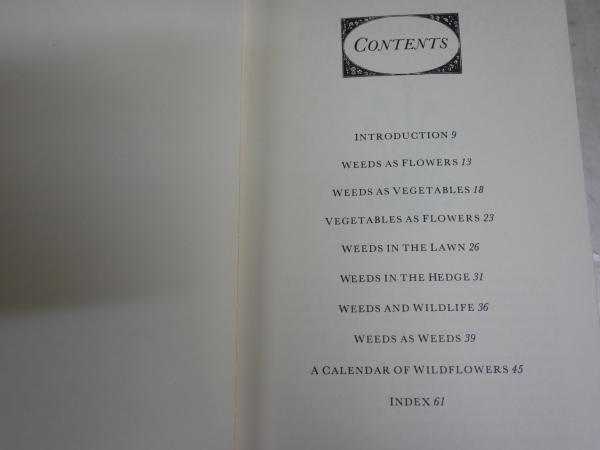 CONTENTS
INTRODUCTION 9
WEEDS AS FLOWERS 13
WEEDS AS VEGETABLES 18
VEGETABLES AS FLOWERS 23
WEEDS IN THE LAWN 26
WEEDS IN THE HEDGE 31
WEEDS AND WILDLIFE 36
WEEDS AS WEEDS 39
A CALENDAR OF WILDFLOWERS 45
INDEX 61